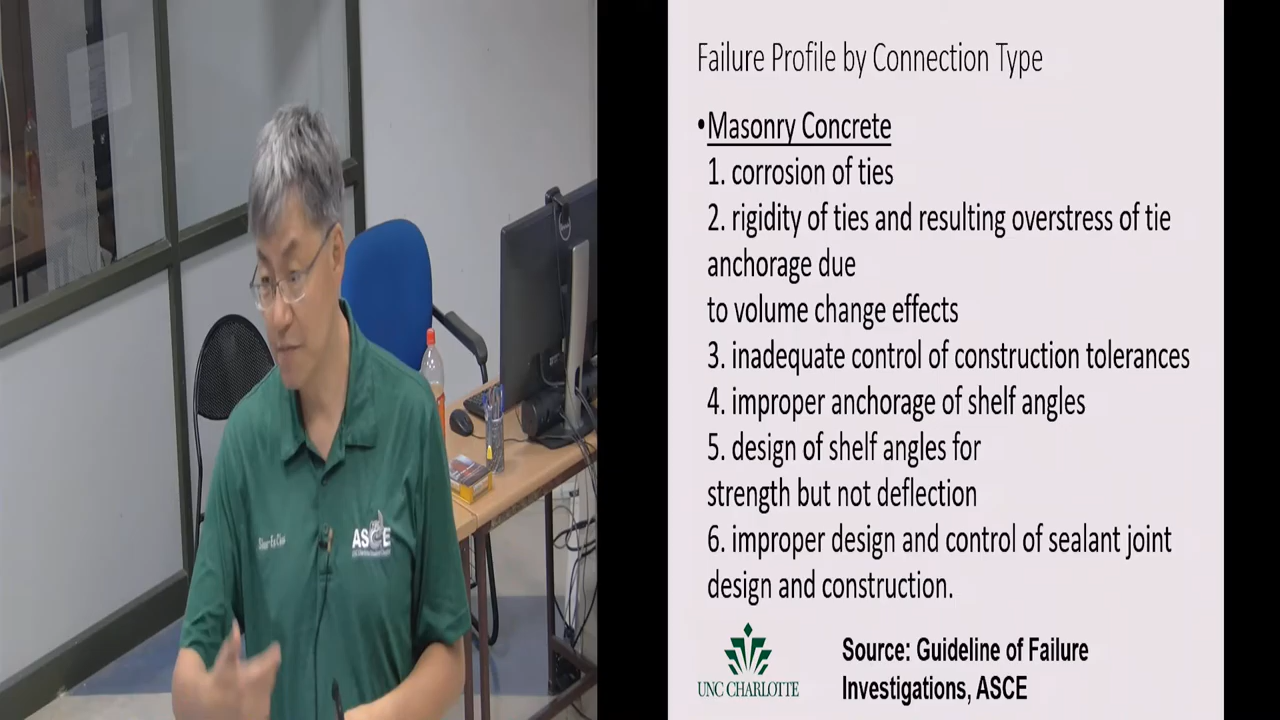 Failure Profile by Connection Type
•Masonry Concrete
1. corrosion of ties
2. rigidity of ties and resulting overstress of tie
anchorage due
to volume change effects
3. inadequate control of construction tolerances
4. improper anchorage of shelf angles
5. design of shelf angles for
strength but not deflection
6. improper design and control of sealant joint
design and construction.
UNC CHARLOTTE
Source: Guideline of Failure
Investigations, ASCE
ASCE